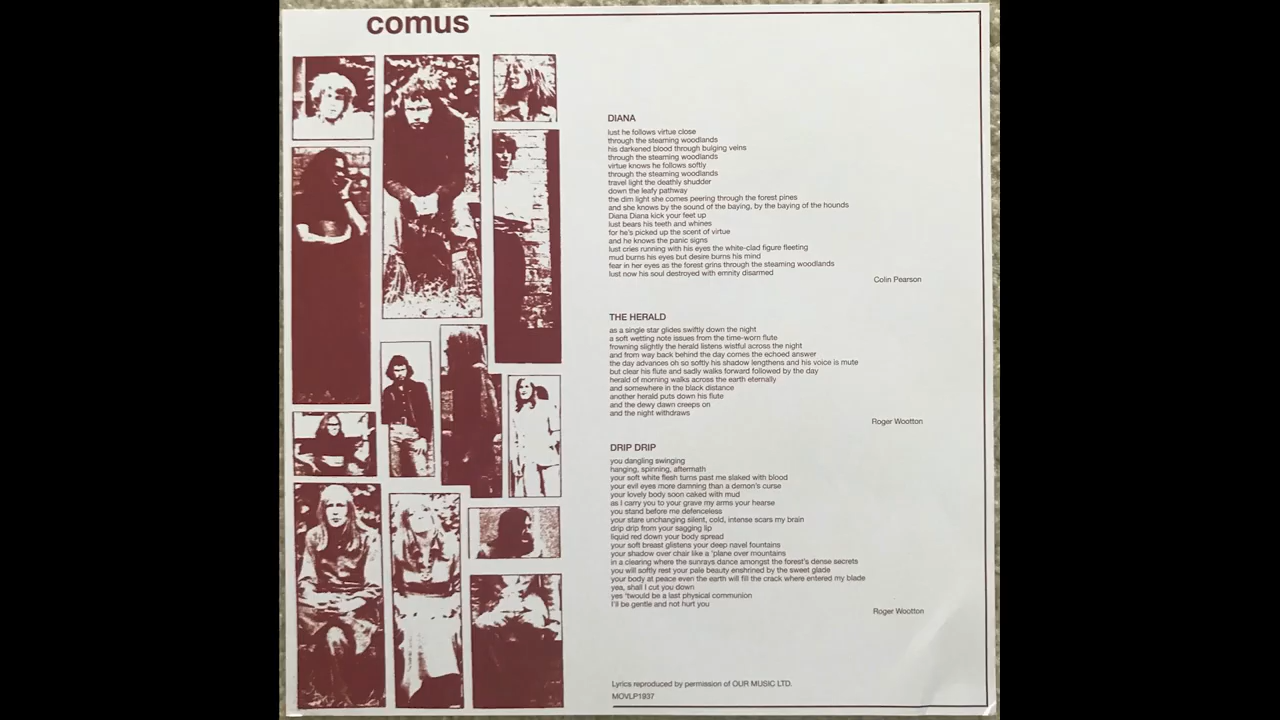 comus
DIANA
lust he follows virtue close
through the steaming woodlands
his darkened blood through bulging veins
through the steaming woodlands
virtue knows he follows softly
through the steaming woodlands
travel light the deathly shudder
down the leafy pathway
the dim light she comes peering through the forest pines
and she knows by the sound of the baying, by the baying of the hounds
Diana Diana kick your feet up
lust bears his teeth and whines
for he's picked up the scent of virtue
and he knows the panic signs
lust cries running with his eyes the white-clad figure fleeting
mud burns his eyes but desire burns his mind
fear in her eyes as the forest grins through the steaming woodlands
lust now his soul destroyed with emnity disarmed
Colin Pearson
THE HERALD
as a single star glides swiftly down the night
a soft wetting note issues from the time-worn flute
frowning slightly the herald listens wistful across the night
and from way back behind the day comes the echoed answer
the day advances oh so softly his shadow lengthens and his voice is mute
but clear his flute and sadly walks forward followed by the day
herald of morning walks across the earth eternally
and somewhere in the black distance
another herald puts down his flute
and the dewy dawn creeps on
and the night withdraws
Roger Wootton
DRIP DRIP
you dangling swinging
hanging, spinning, aftermath
your soft white flesh turns past me slaked with blood
your evil eyes more damning than a demon's curse
your lovely body soon caked with mud
as I carry you to your grave my arms your hearse
you stand before me defenceless
your stare unchanging silent, cold, intense scars my brain
drip drip from your sagging lip
liquid red down your body spread
your soft breast glistens your deep navel fountains
your shadow over chair like a 'plane over mountains
in a clearing where the sunrays dance amongst the forest's dense secrets
you will softly rest your pale beauty enshrined by the sweet glade
your body at peace even the earth will fill the crack where entered my blade
yea, shall I cut you down
yes 'twould be a last physical communion
I'll be gentle and not hurt you
Roger Wootton
Lyrics reproduced by permission of OUR MUSIC LTD.
MOVLP1937